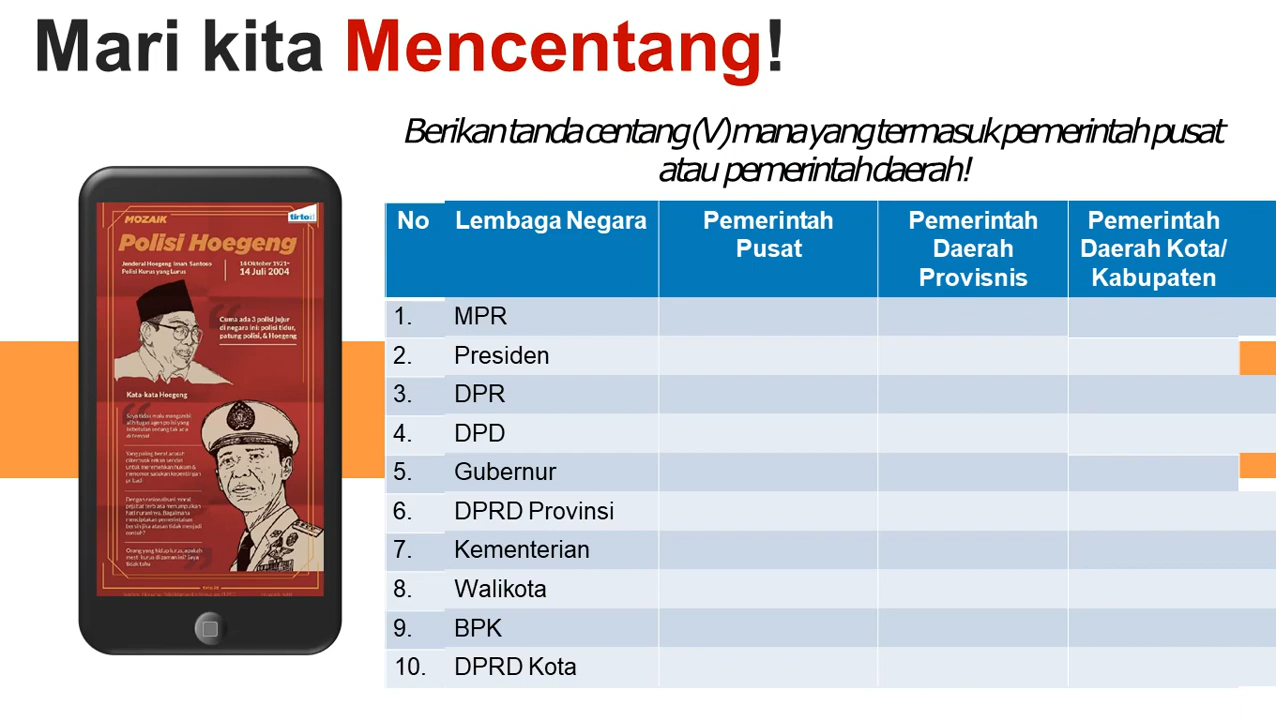 Mari kita Mencentang!
Berikan tanda centang (V) mana yang termasuk pemerintah pusat
atau pemerintah daerah!
MOZAIK
tirto.id
Polisi Hoegeng
Jenderal Hoegeng Iman Santoso
Polisi Kurus yang Lurus
14 Oktober 1921–
14 Juli 2004
Cuma ada 3 polisi jujur
di negara ini: polisi tidur,
patung polisi, & Hoegeng
Kata-kata Hoegeng
No Lembaga Negara Pemerintah Pusat Pemerintah Daerah Provisnis Pemerintah Daerah Kota/ Kabupaten
1. MPR
2. Presiden
3. DPR
4. DPD
5. Gubernur
6. DPRD Provinsi
7. Kementerian
8. Walikota
9. BPK
10. DPRD Kota